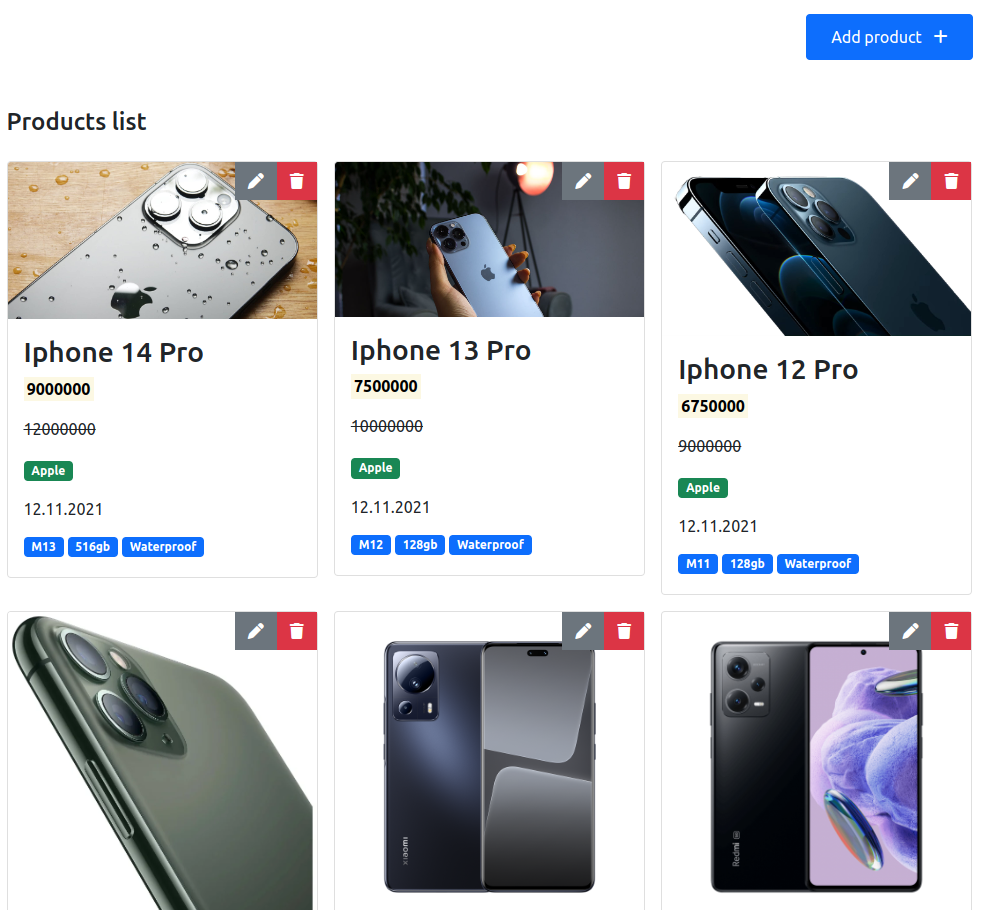 Add product +
Products list
Iphone 14 Pro
9000000
12000000
Apple
12.11.2021
M13 516gb Waterproof
Iphone 13 Pro
7500000
10000000
Apple
12.11.2021
M12 128gb Waterproof
Iphone 12 Pro
6750000
9000000
Apple
12.11.2021
M11 128gb Waterproof
xiaomi
Redmi